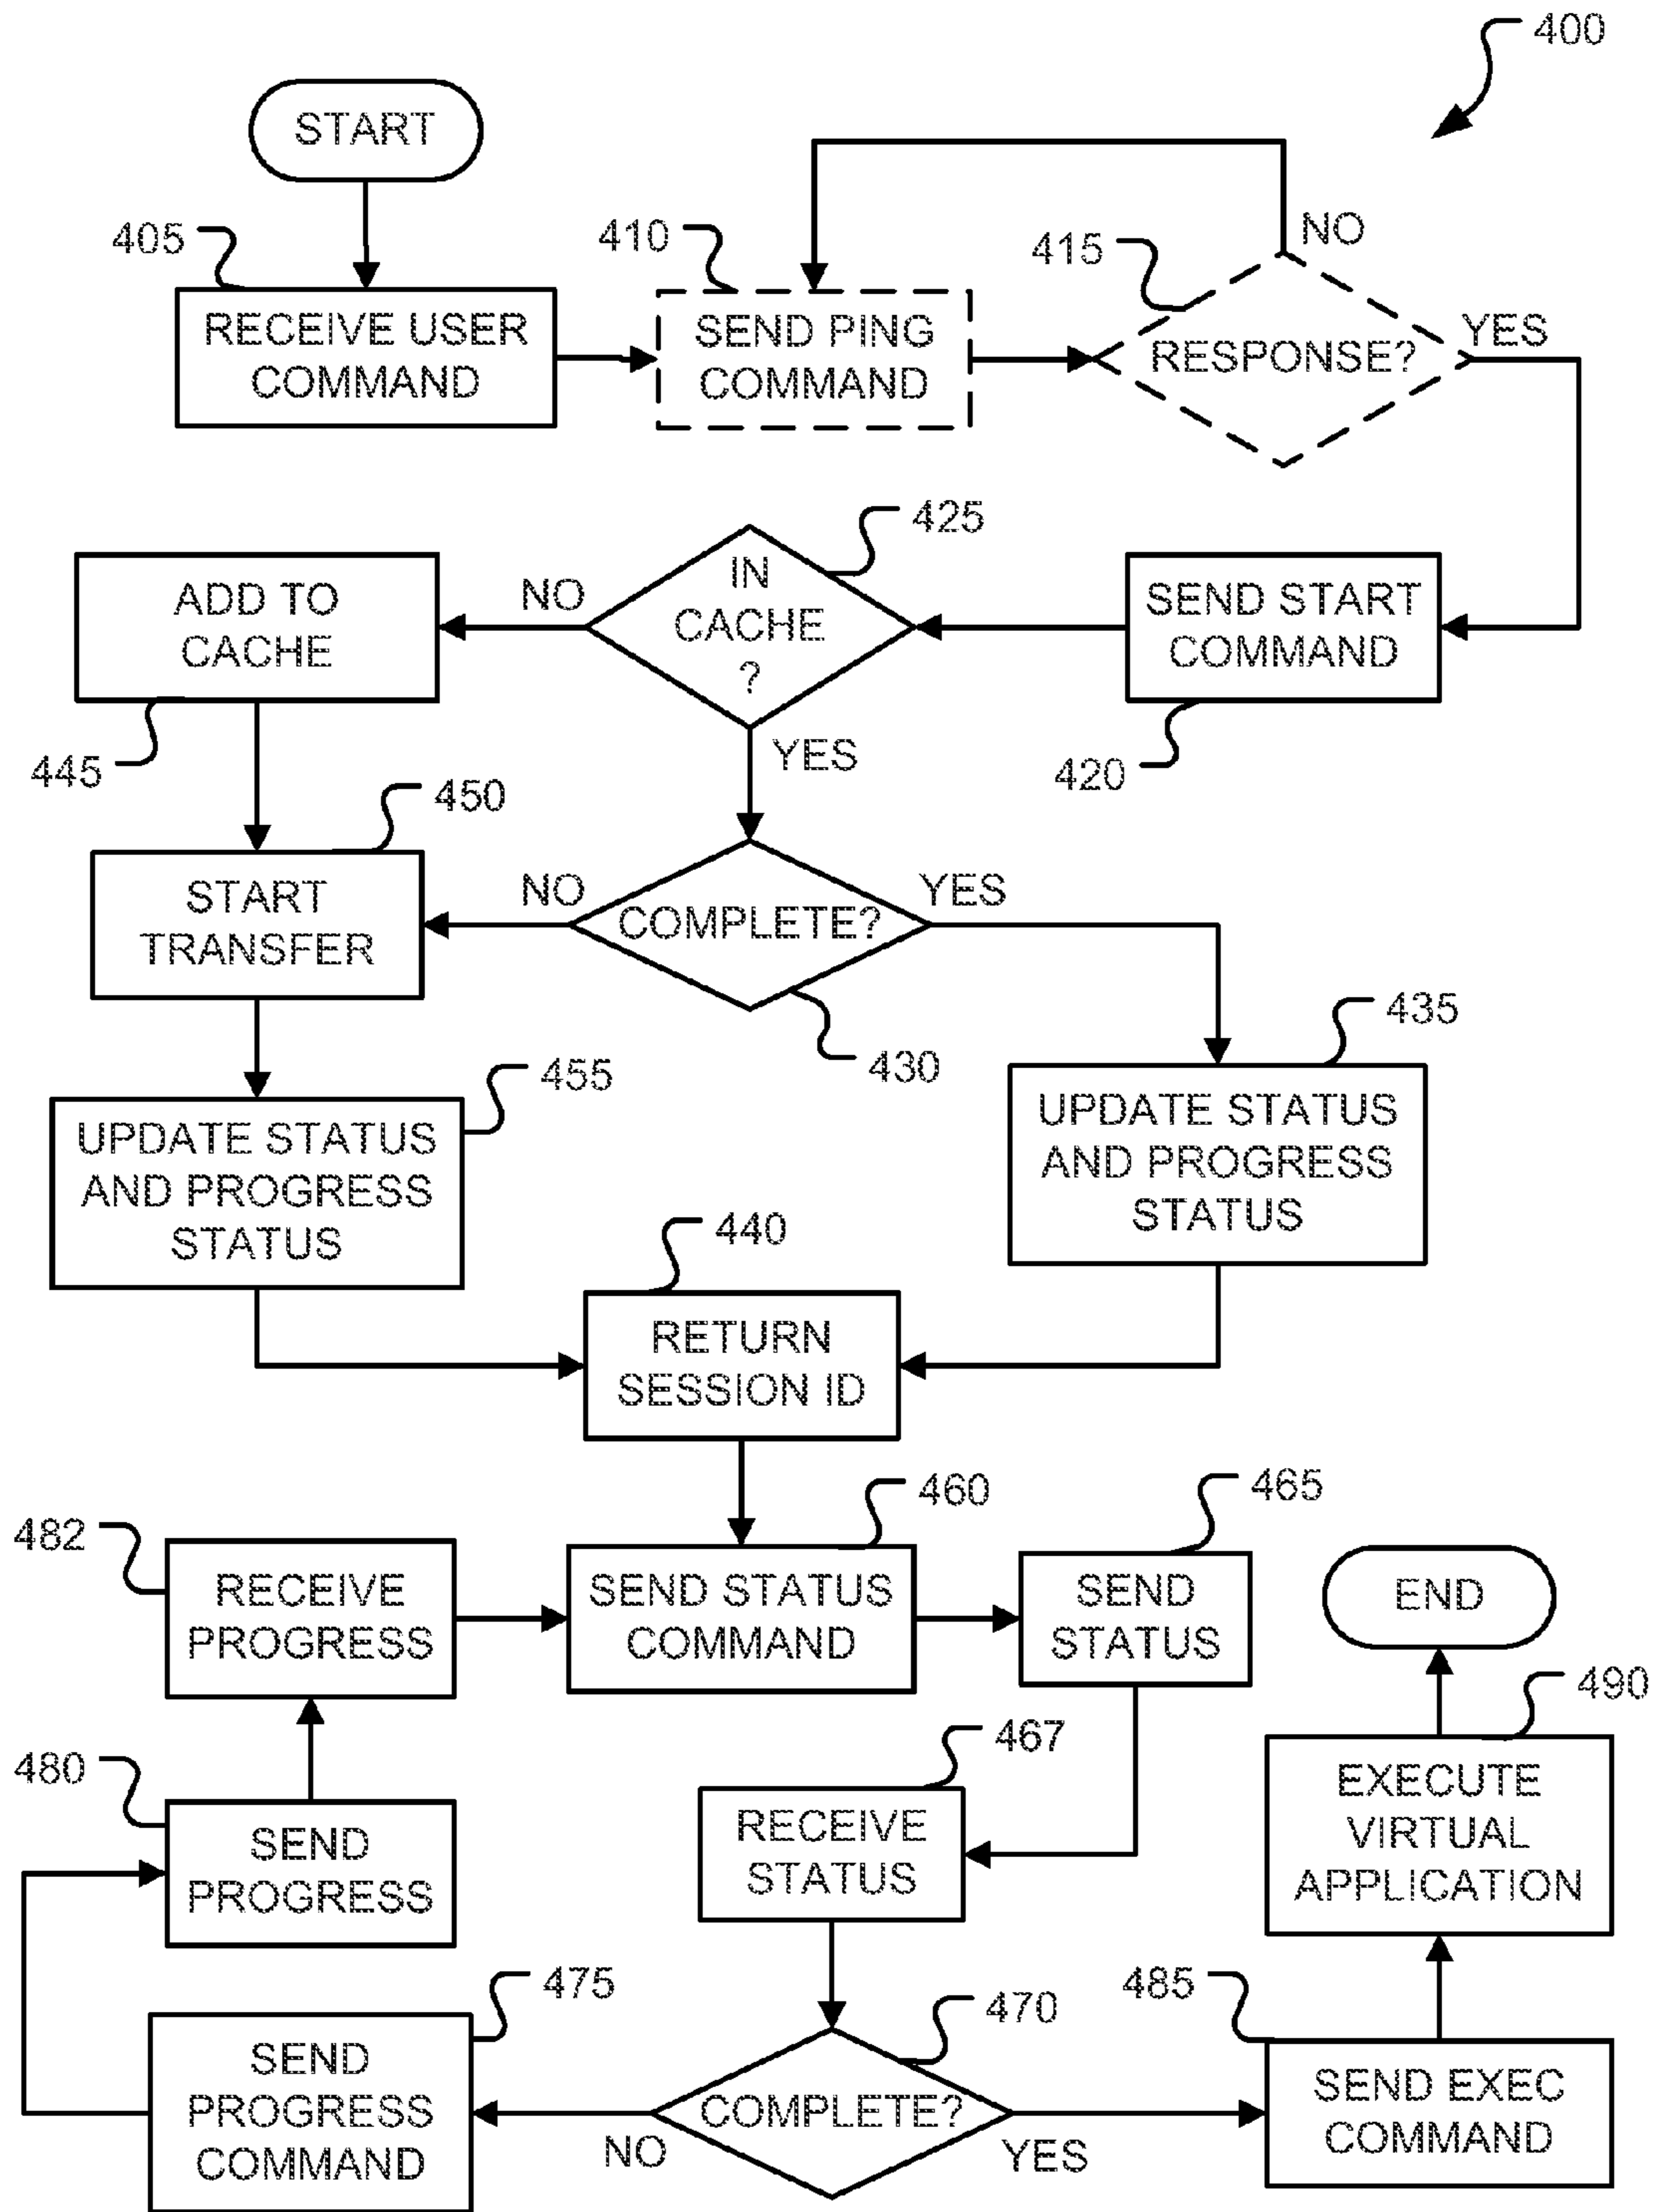 400
START
405
RECEIVE USER
COMMAND
410
SEND PING
COMMAND
415
RESPONSE?
NO
YES
425
IN
CACHE
?
NO
YES
SEND START
COMMAND
420
ADD TO
CACHE
445
450
START
TRANSFER
NO
COMPLETE?
YES
430
435
UPDATE STATUS
AND PROGRESS
STATUS
455
UPDATE STATUS
AND PROGRESS
STATUS
440
RETURN
SESSION ID
460
SEND STATUS
COMMAND
465
SEND
STATUS
482
RECEIVE
PROGRESS
END
467
RECEIVE
STATUS
490
EXECUTE
VIRTUAL
APPLICATION
480
SEND
PROGRESS
475
SEND
PROGRESS
COMMAND
470
COMPLETE?
NO
YES
485
SEND EXEC
COMMAND